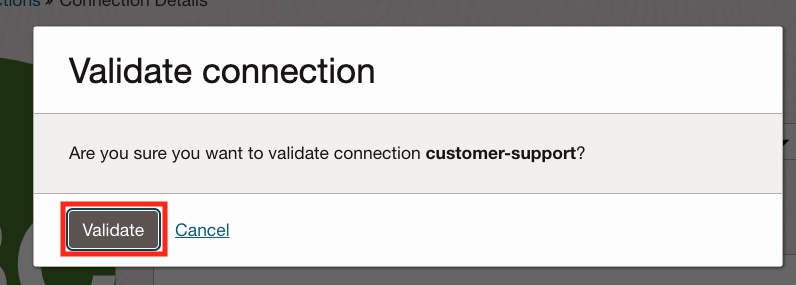 » Connection Details
Validate connection
Are you sure you want to validate connection customer-support?
Validate Cancel